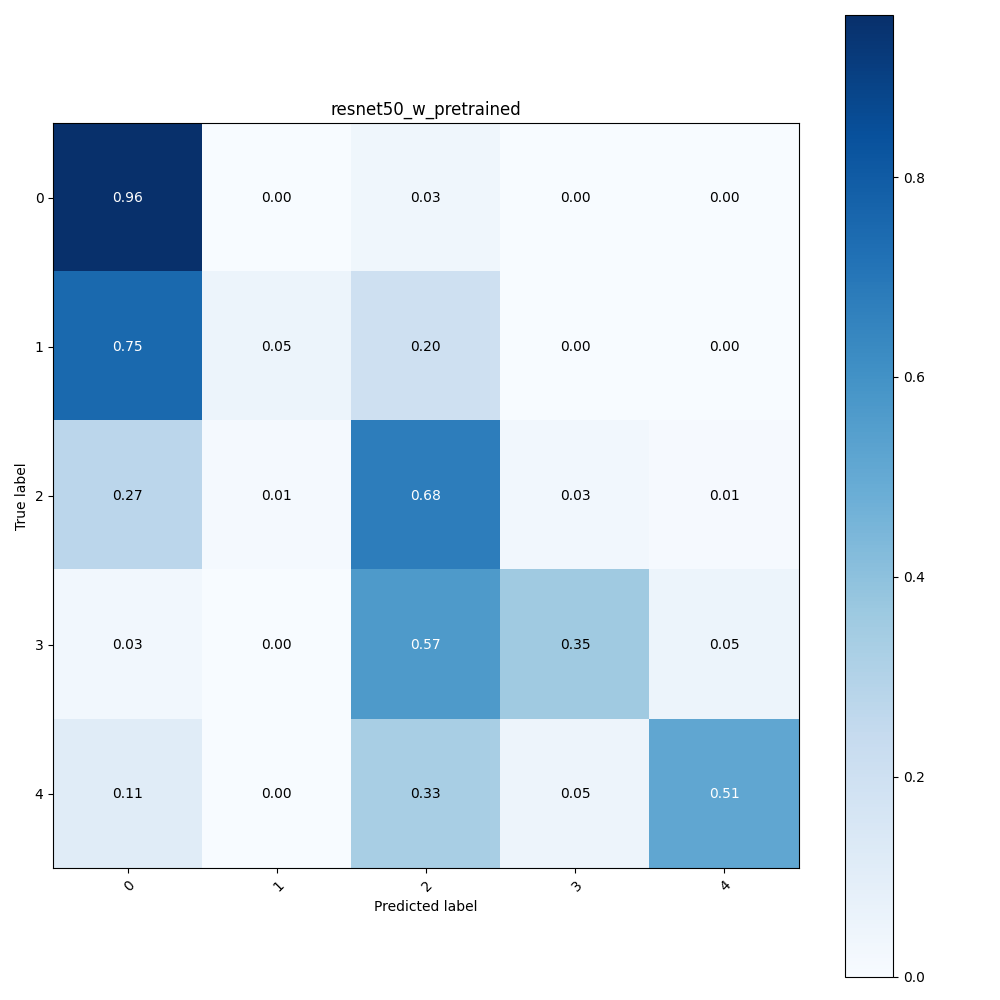 resnet50_w_pretrained
0 0.96 0.00 0.03 0.00 0.00
1 0.75 0.05 0.20 0.00 0.00
2 0.27 0.01 0.68 0.03 0.01
3 0.03 0.00 0.57 0.35 0.05
4 0.11 0.00 0.33 0.05 0.51
0 1 2 3 4
True label
Predicted label
0.8
0.6
0.4
0.2
0.0